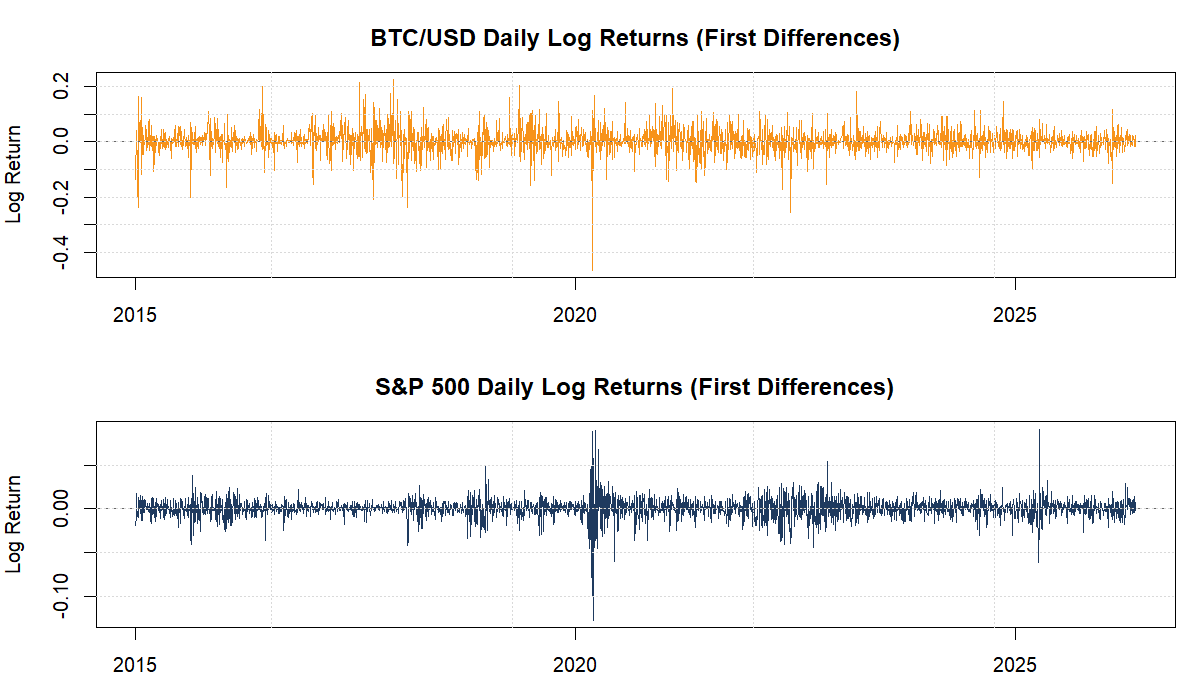 BTC/USD Daily Log Returns (First Differences)
Log Return
0.2
0.0
-0.2
-0.4
2015 2020 2025
S&P 500 Daily Log Returns (First Differences)
Log Return
0.00
-0.10
2015 2020 2025